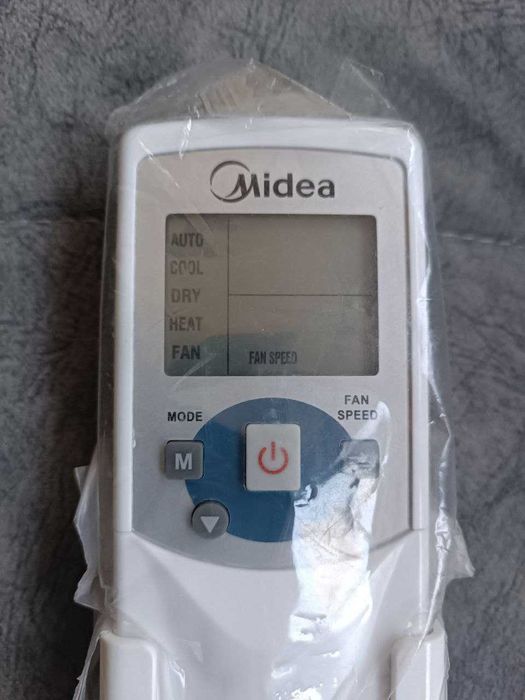 Midea
AUTO
COOL
DRY
HEAT
FAN
FAN SPEED
MODE
FAN
SPEED
M